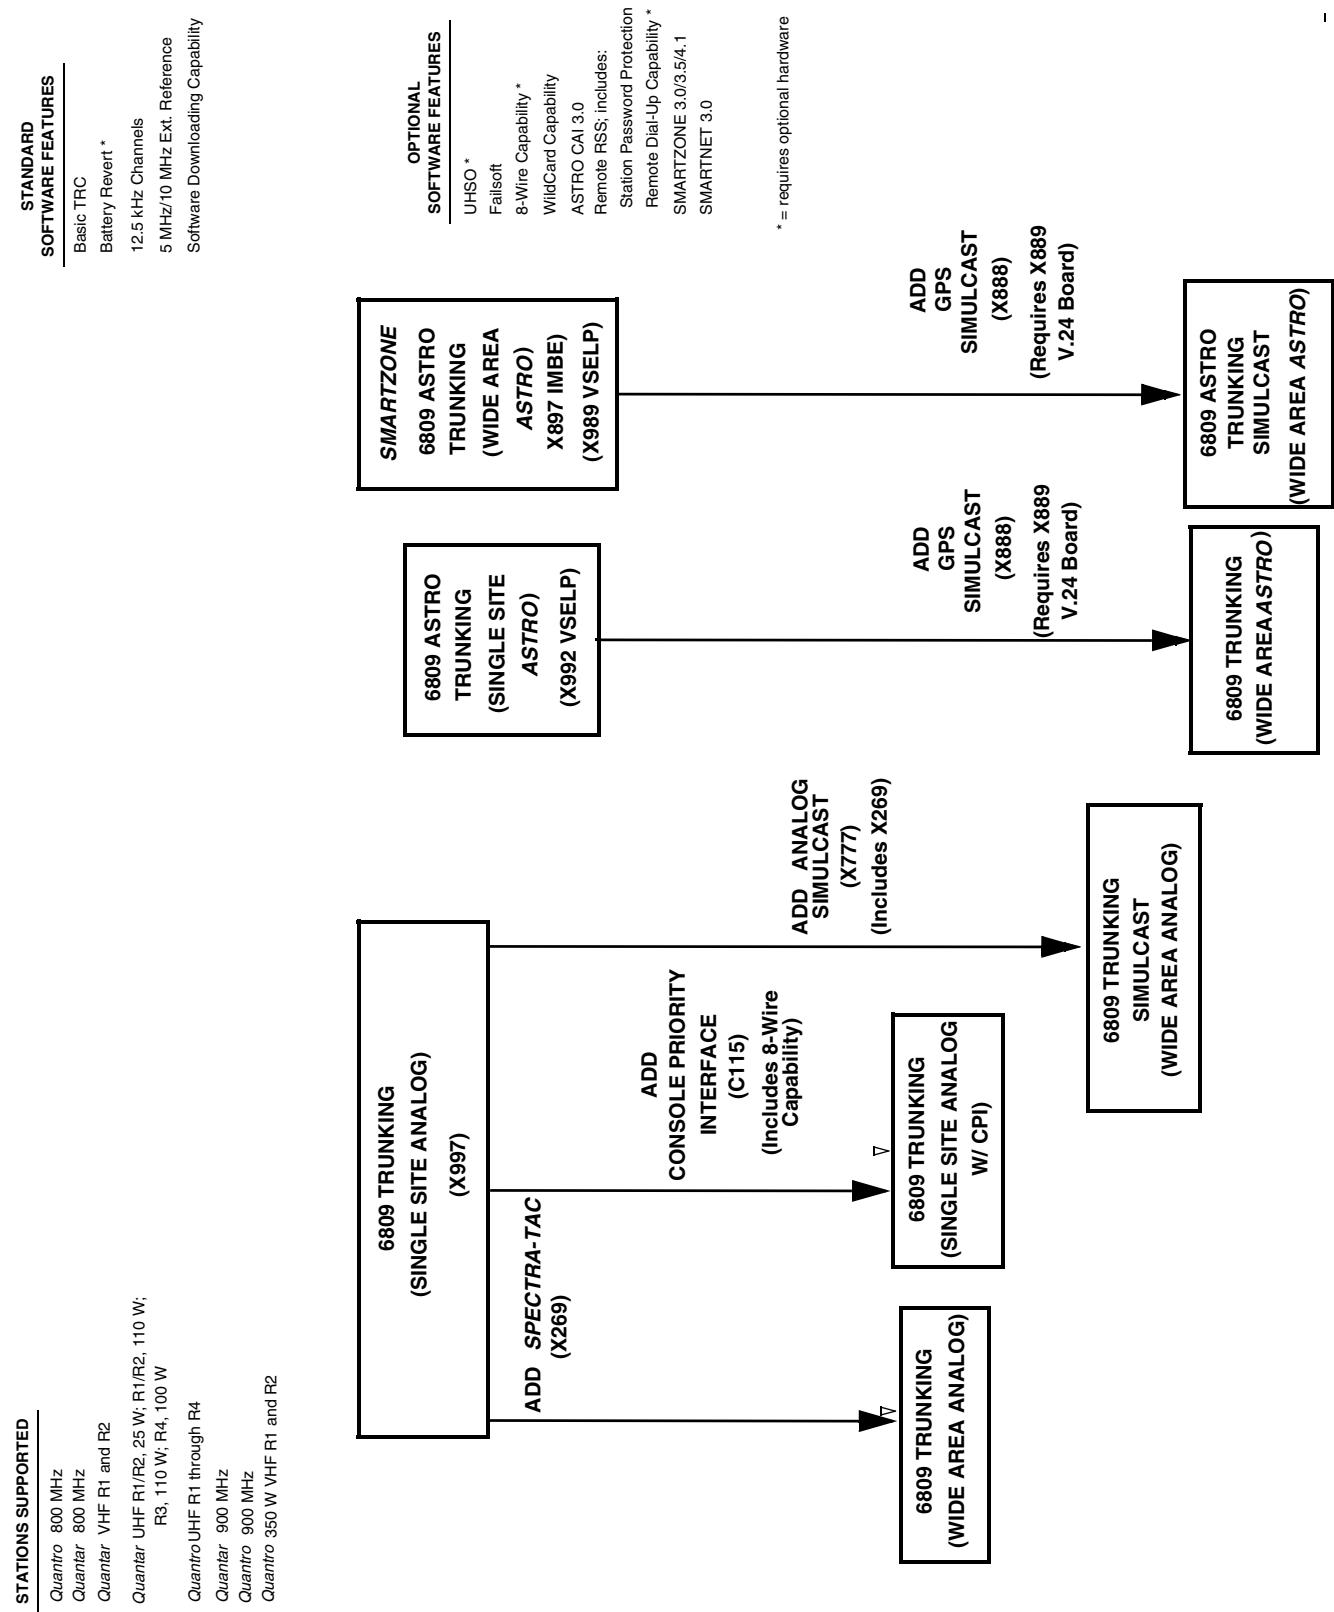 STATIONS SUPPORTED
Quantro 800 MHz
Quantar 800 MHz
Quantar VHF R1 and R2
Quantar UHF R1/R2, 25 W; R1/R2, 110 W;
R3, 110 W; R4, 100 W
Quantro UHF R1 through R4
Quantar 900 MHz
Quantro 900 MHz
Quantro 350 W VHF R1 and R2
STANDARD
SOFTWARE FEATURES
Basic TRC
Battery Revert *
12.5 kHz Channels
5 MHz/10 MHz Ext. Reference
Software Downloading Capability
OPTIONAL
SOFTWARE FEATURES
UHSO *
Failsoft
8-Wire Capability *
WildCard Capability
ASTRO CAI 3.0
Remote RSS; includes:
Station Password Protection
Remote Dial-Up Capability *
SMARTZONE 3.0/3.5/4.1
SMARTNET 3.0
* = requires optional hardware
6809 TRUNKING
(SINGLE SITE ANALOG)
(X997)
6809 ASTRO
TRUNKING
(SINGLE SITE
ASTRO)
(X992 VSELP)
SMARTZONE
6809 ASTRO
TRUNKING
(WIDE AREA
ASTRO)
X897 IMBE)
(X989 VSELP)
ADD SPECTRA-TAC
(X269)
ADD
CONSOLE PRIORITY
INTERFACE
(C115)
(Includes 8-Wire
Capability)
ADD ANALOG
SIMULCAST
(X777)
(Includes X269)
ADD
GPS
SIMULCAST
(X888)
(Requires X889
V.24 Board)
ADD
GPS
SIMULCAST
(X888)
(Requires X889
V.24 Board)
6809 TRUNKING
(WIDE AREA ANALOG)
6809 TRUNKING
(SINGLE SITE ANALOG
W/ CPI)
6809 TRUNKING
SIMULCAST
(WIDE AREA ANALOG)
6809 TRUNKING
(WIDE AREA ASTRO)
6809 ASTRO
TRUNKING
SIMULCAST
(WIDE AREA ASTRO)